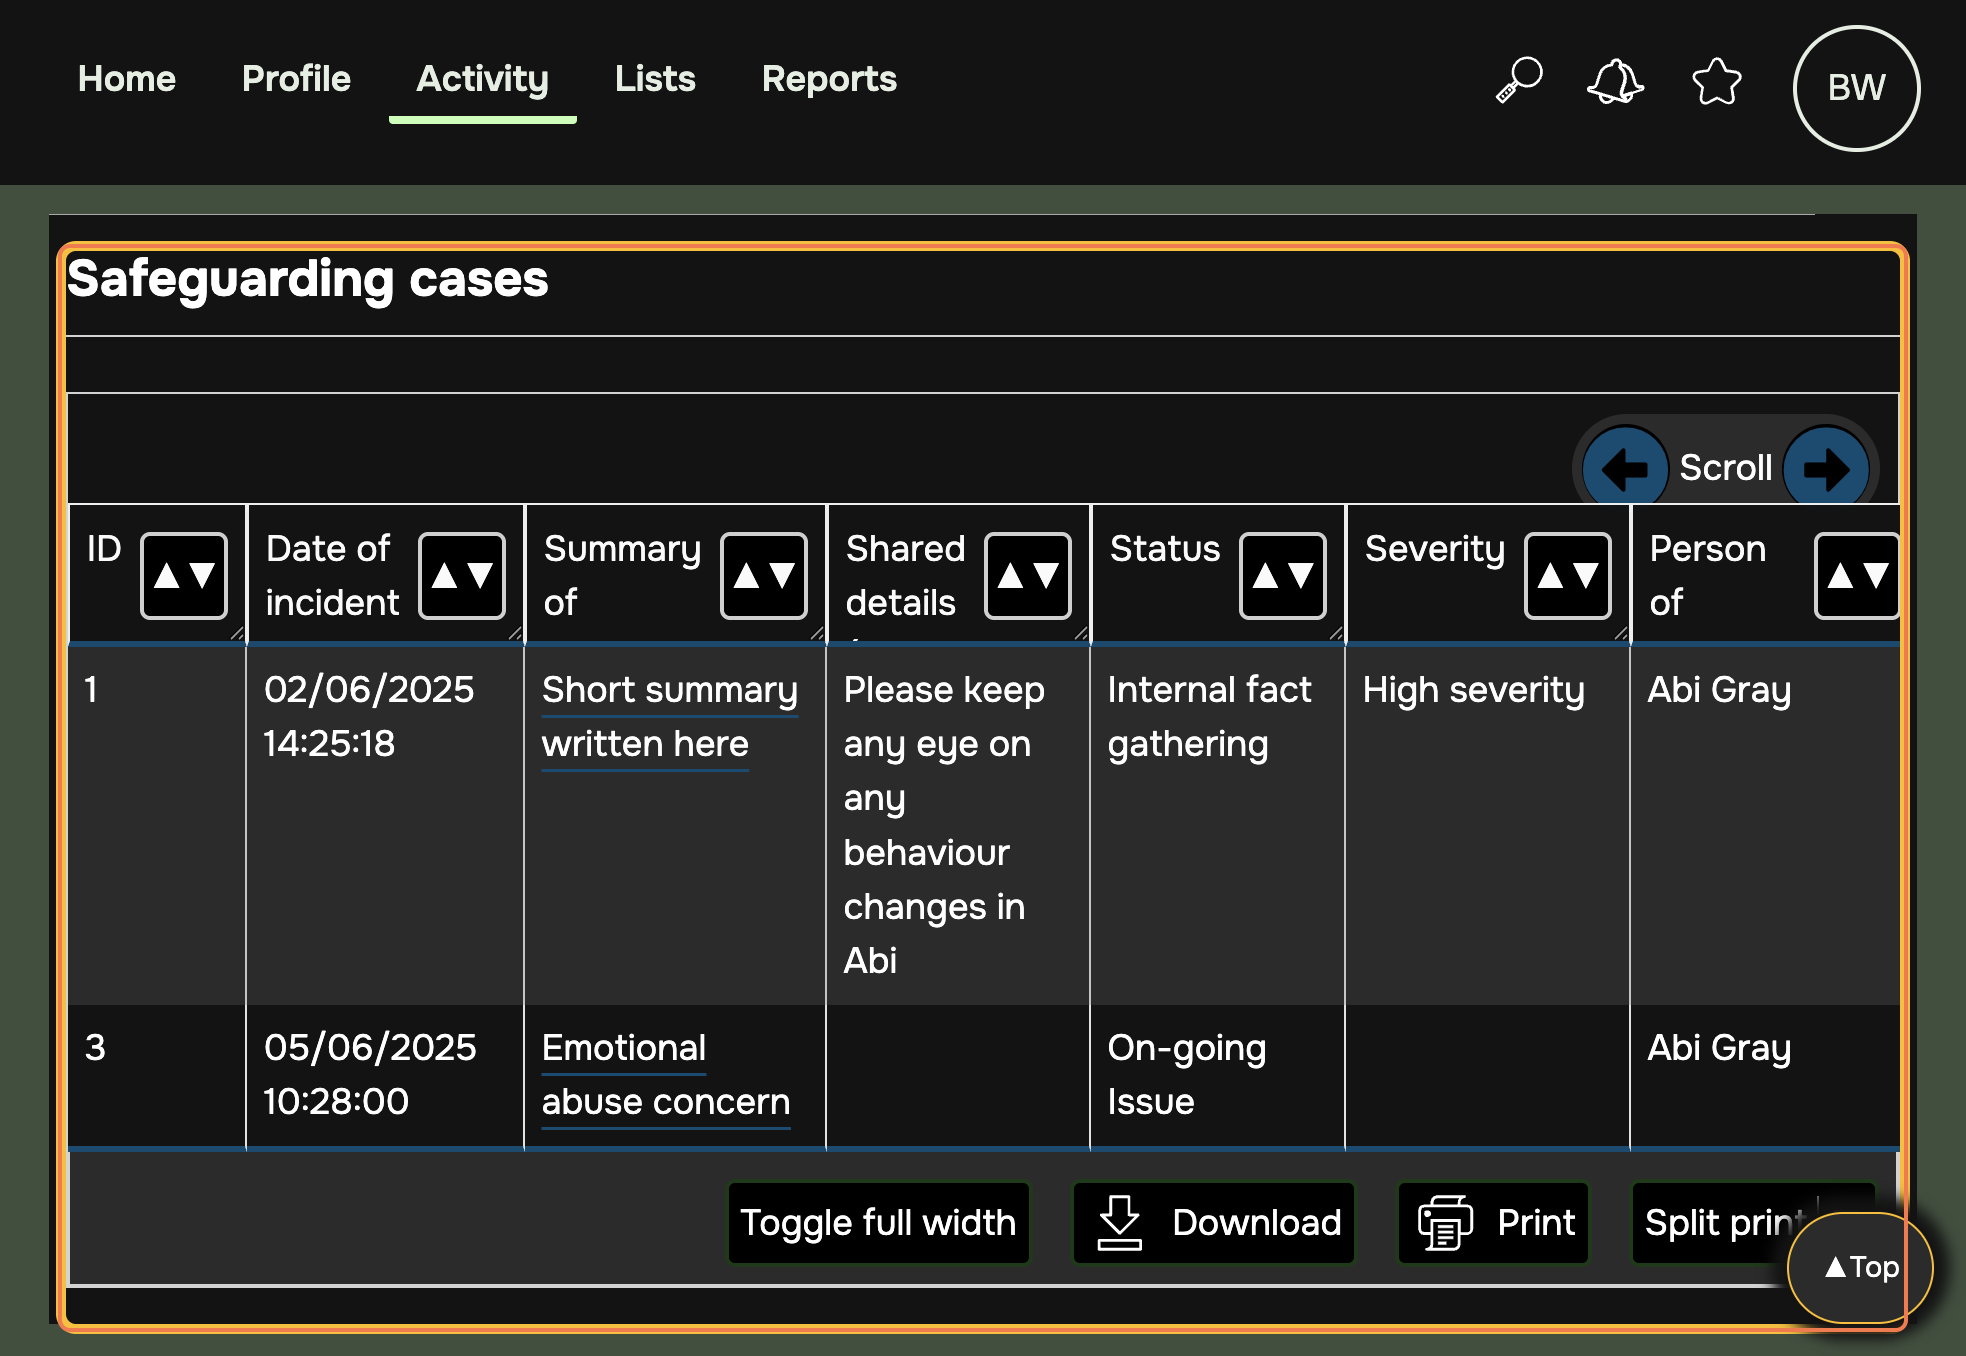 Home Profile Activity Lists Reports BW
Safeguarding cases
Scroll
ID ▲▼ Date of incident ▲▼ Summary of ▲▼ Shared details ▲▼ Status ▲▼ Severity ▲▼ Person of ▲▼
1 02/06/2025 14:25:18 Short summary written here Please keep any eye on any behaviour changes in Abi Internal fact gathering High severity Abi Gray
3 05/06/2025 10:28:00 Emotional abuse concern On-going Issue Abi Gray
Toggle full width Download Print Split print
▲Top